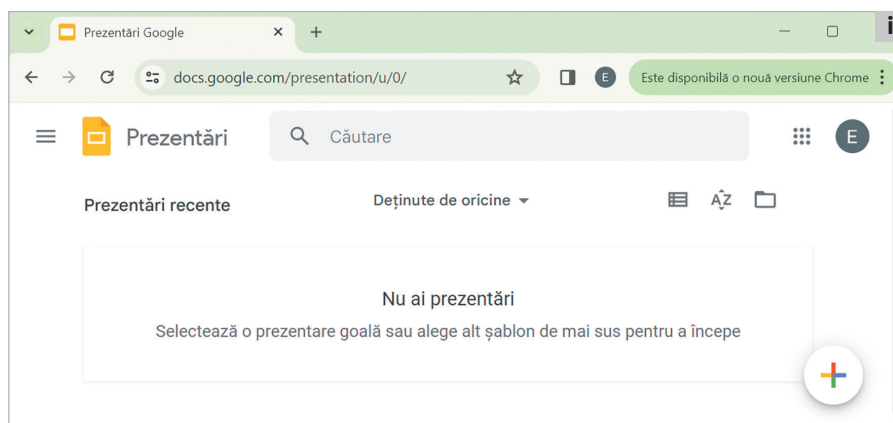 Prezentări Google
i
docs.google.com/presentation/u/0/
E
Este disponibilă o nouă versiune Chrome
Prezentări
Căutare
E
Prezentări recente
Deținute de oricine
AZ
Nu ai prezentări
Selectează o prezentare goală sau alege alt șablon de mai sus pentru a începe